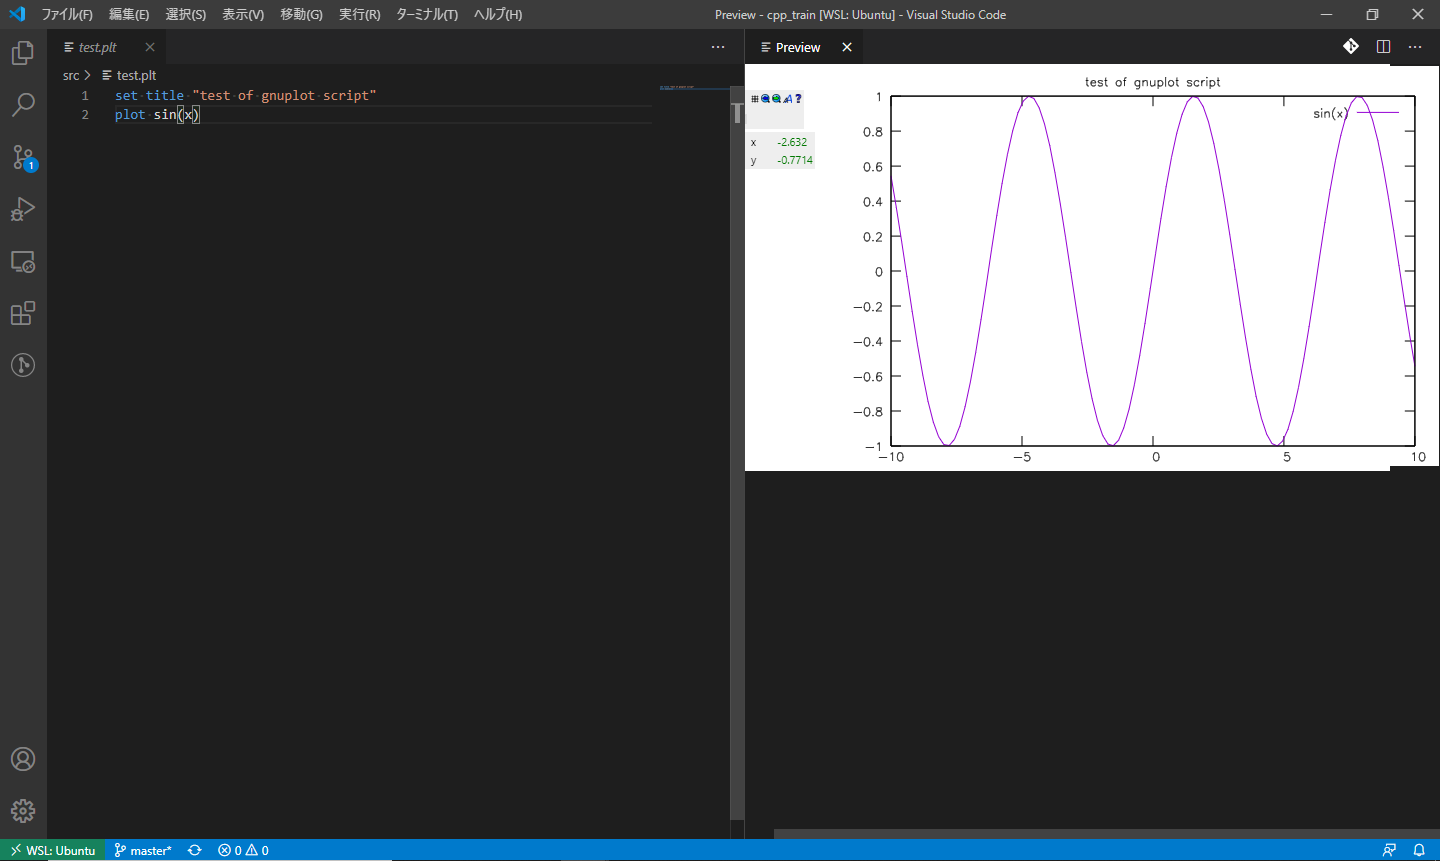 ファイル(F) 編集(E) 選択(S) 表示(V) 移動(G) 実行(R) ターミナル(T) ヘルプ(H)
Preview - cpp_train [WSL: Ubuntu] - Visual Studio Code
test.plt
Preview
src > test.plt
1 set title "test of gnuplot script"
2 plot sin(x)
1
x -2.632
y -0.7714
test of gnuplot script
sin(x)
1
0.8
0.6
0.4
0.2
0
−0.2
−0.4
−0.6
−0.8
−1
−10 −5 0 5 10
WSL: Ubuntu master* 0 0